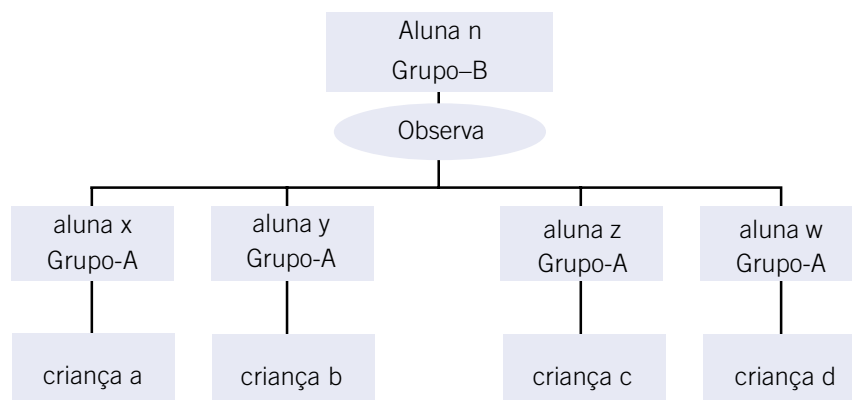 Aluna n
Grupo–B
Observa
aluna x
Grupo-A
aluna y
Grupo-A
aluna z
Grupo-A
aluna w
Grupo-A
criança a
criança b
criança c
criança d